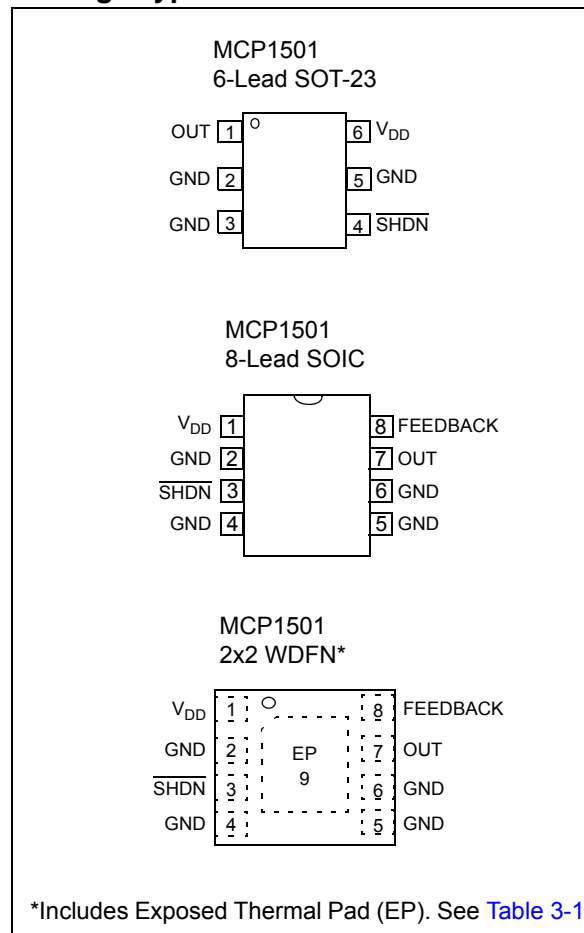 MCP1501
6-Lead SOT-23
OUT 1 6 VDD
GND 2 5 GND
GND 3 4 SHDN
MCP1501
8-Lead SOIC
VDD 1 8 FEEDBACK
GND 2 7 OUT
SHDN 3 6 GND
GND 4 5 GND
MCP1501
2x2 WDFN*
VDD 1 8 FEEDBACK
GND 2 EP 7 OUT
SHDN 3 9 6 GND
GND 4 5 GND
*Includes Exposed Thermal Pad (EP). See Table 3-1